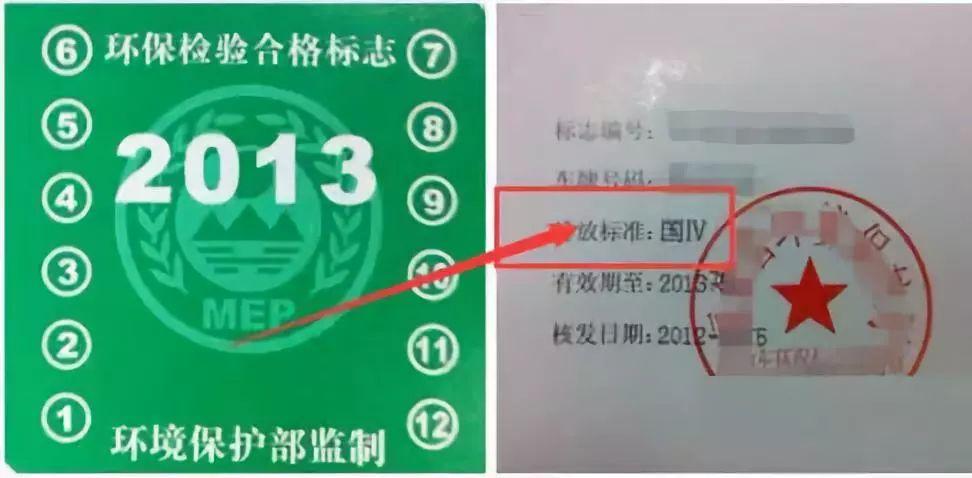 环保检验合格标志
6
7
5
8
2013
4
9
3
10
MEP
2
11
1
12
环境保护部监制
标志编号:
车牌号码:
放标准:国Ⅳ
有效期至:2013
核发日期:2012-